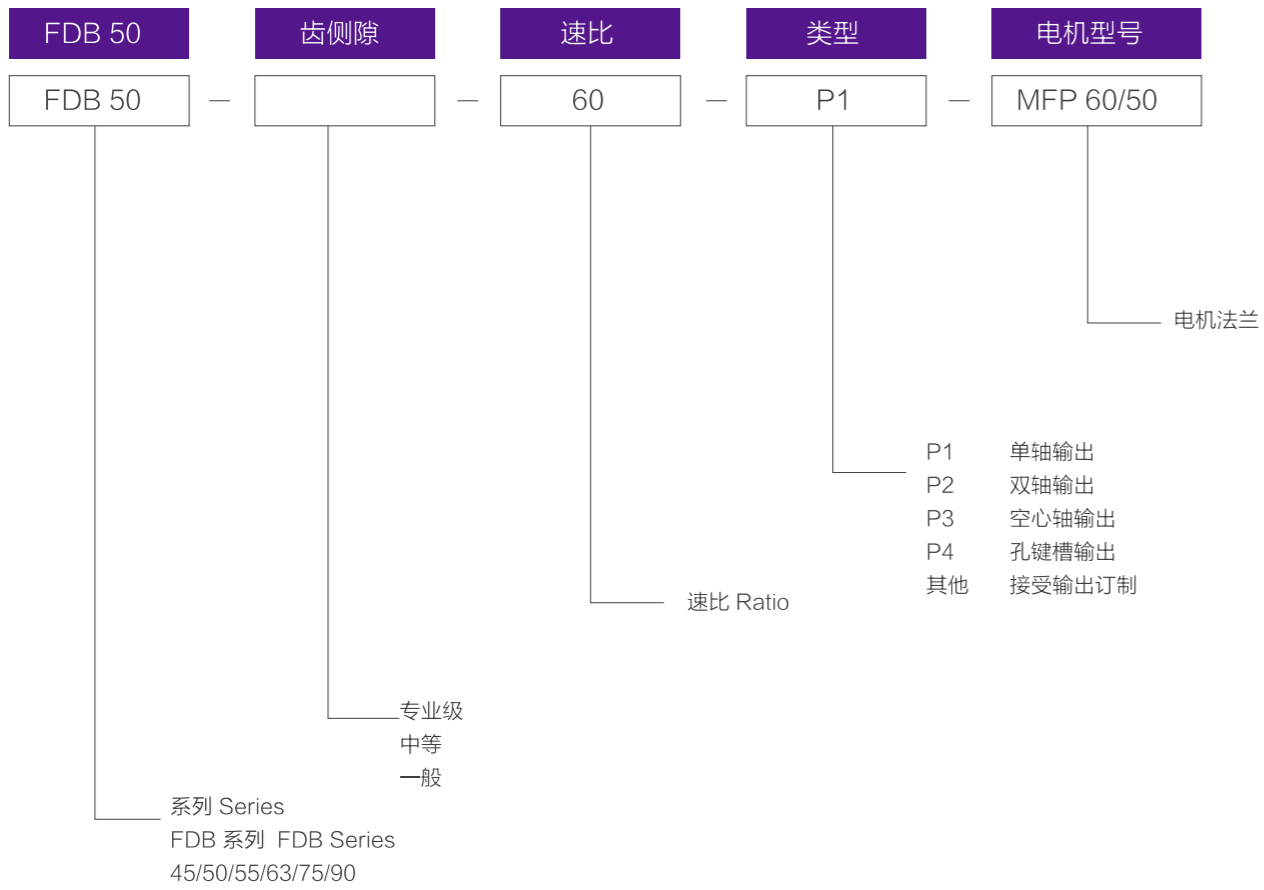 FDB 50 齿侧隙 速比 类型 电机型号
FDB 50 — — 60 — P1 — MFP 60/50
电机法兰
P1 单轴输出
P2 双轴输出
P3 空心轴输出
P4 孔键槽输出
其他 接受输出订制
速比 Ratio
专业级
中等
一般
系列 Series
FDB 系列 FDB Series
45/50/55/63/75/90